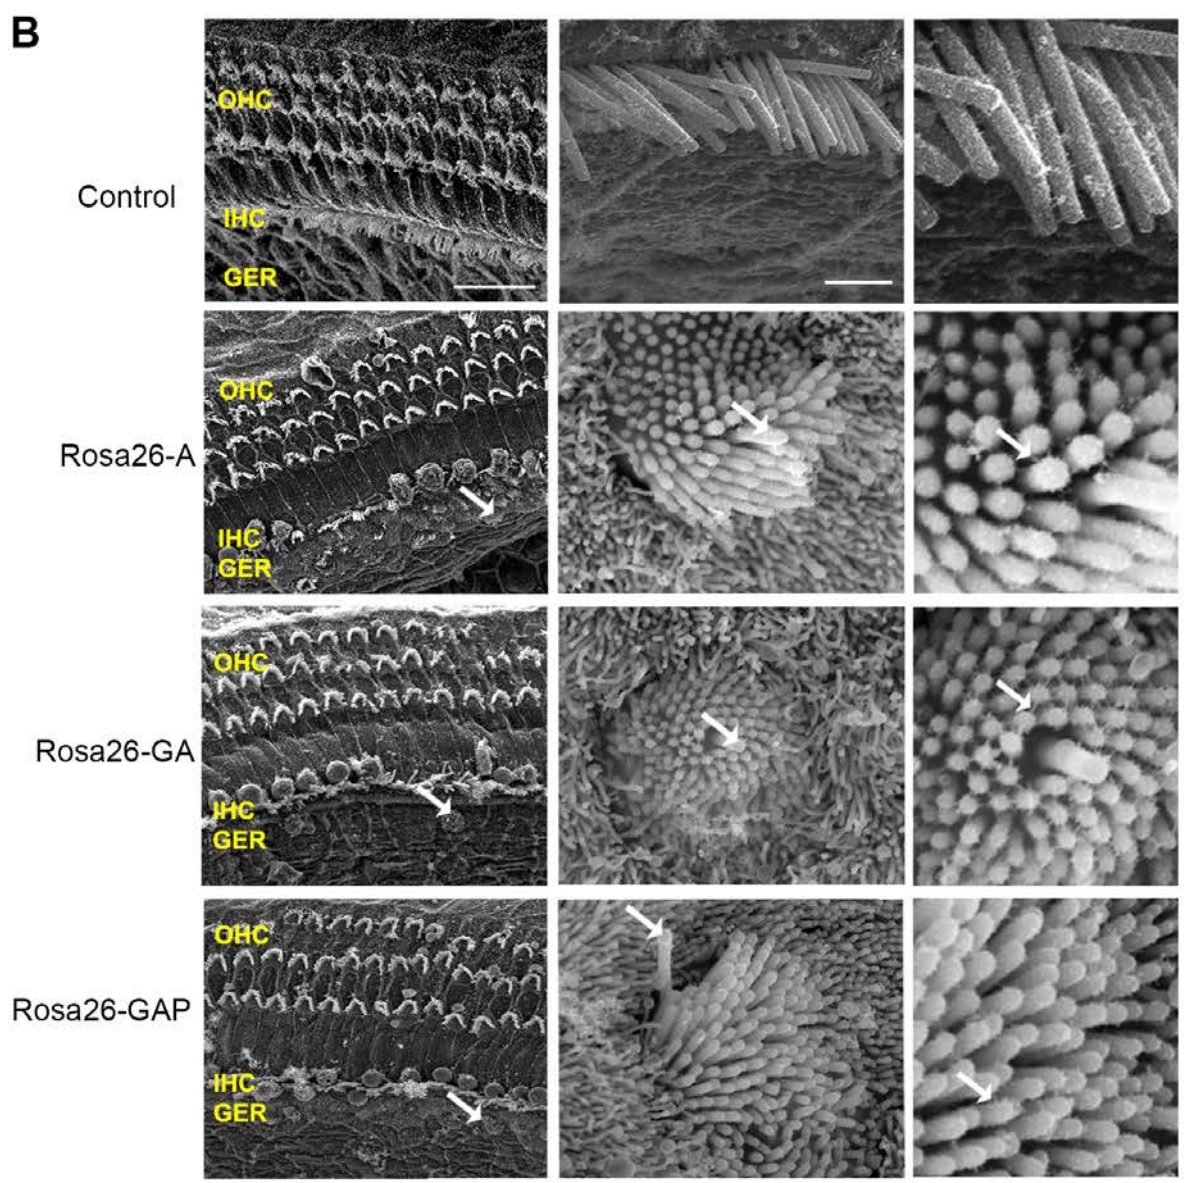 B
Control
OHC
IHC
GER
Rosa26-A
OHC
IHC
GER
Rosa26-GA
OHC
IHC
GER
Rosa26-GAP
OHC
IHC
GER